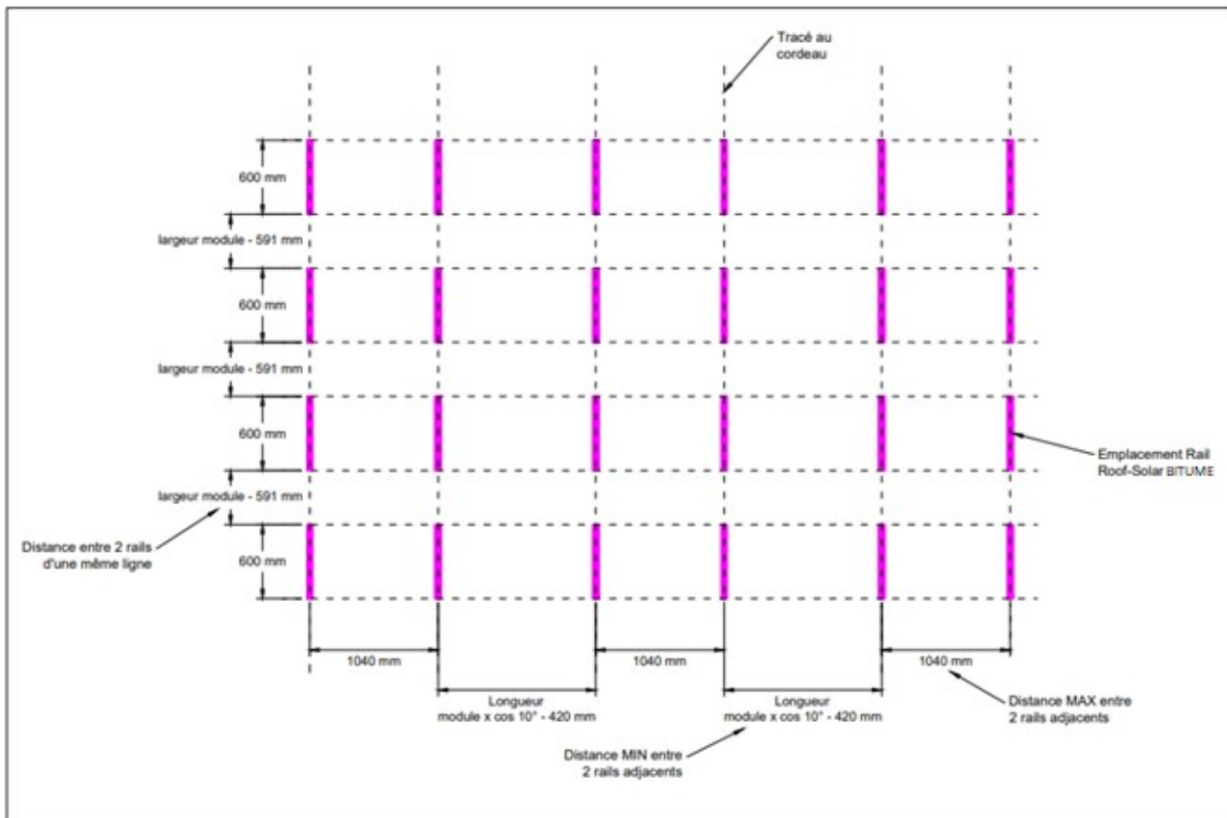 Tracé au
cordeau
600 mm
largeur module - 591 mm
600 mm
largeur module - 591 mm
600 mm
largeur module - 591 mm
600 mm
Emplacement Rail
Roof-Solar BITUME
Distance entre 2 rails
d'une même ligne
1040 mm
1040 mm
1040 mm
Longueur
module x cos 10° - 420 mm
Longueur
module x cos 10° - 420 mm
Distance MAX entre
2 rails adjacents
Distance MIN entre
2 rails adjacents